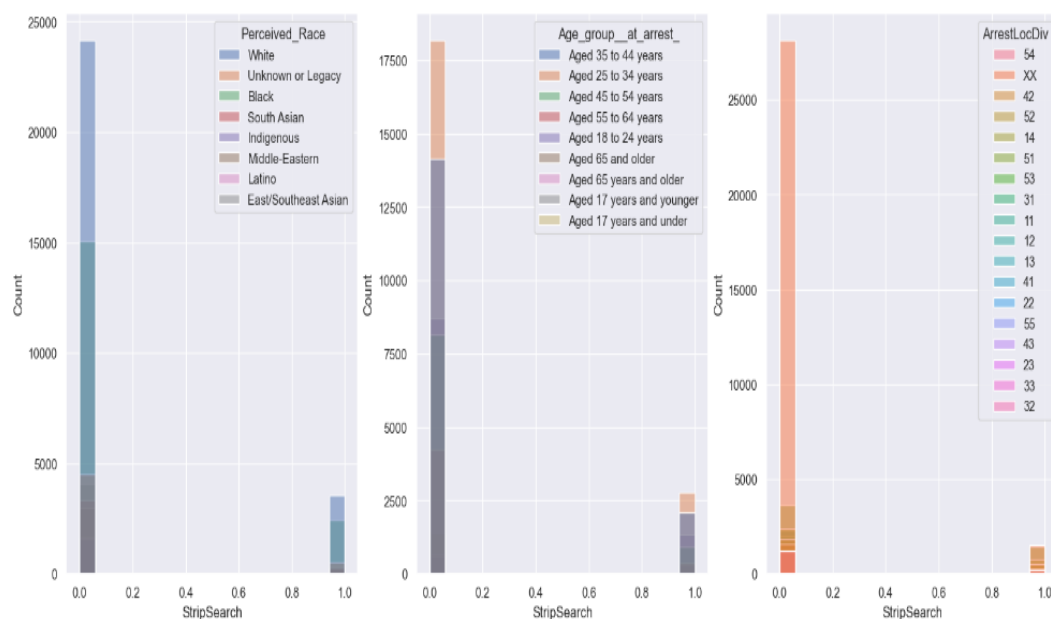 Perceived_Race
White
Unknown or Legacy
Black
South Asian
Indigenous
Middle-Eastern
Latino
East/Southeast Asian
25000
20000
15000
10000
5000
0
Count
0.0 0.2 0.4 0.6 0.8 1.0
StripSearch
Age_group__at_arrest_
Aged 35 to 44 years
Aged 25 to 34 years
Aged 45 to 54 years
Aged 55 to 64 years
Aged 18 to 24 years
Aged 65 and older
Aged 65 years and older
Aged 17 years and younger
Aged 17 years and under
17500
15000
12500
10000
7500
5000
2500
0
Count
0.0 0.2 0.4 0.6 0.8 1.0
StripSearch
ArrestLocDiv
54
XX
42
52
14
51
53
31
11
12
13
41
22
55
43
23
33
32
25000
20000
15000
10000
5000
0
Count
0.0 0.2 0.4 0.6 0.8 1.0
StripSearch